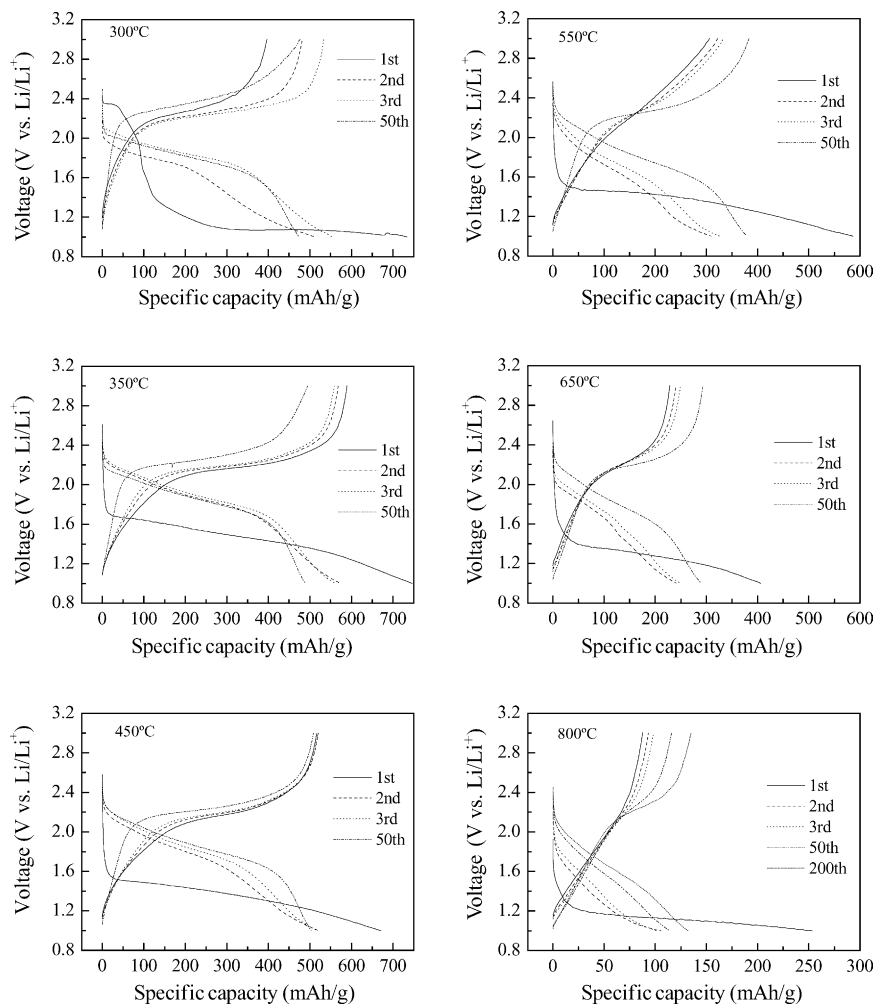 300ºC
1st
2nd
3rd
50th
3.2
2.8
2.4
2.0
1.6
1.2
0.8
Voltage (V vs. Li/Li+)
0 100 200 300 400 500 600 700
Specific capacity (mAh/g)
550ºC
1st
2nd
3rd
50th
3.2
2.8
2.4
2.0
1.6
1.2
0.8
Voltage (V vs. Li/Li+)
0 100 200 300 400 500 600
Specific capacity (mAh/g)
350ºC
1st
2nd
3rd
50th
3.2
2.8
2.4
2.0
1.6
1.2
0.8
Voltage (V vs. Li/Li+)
0 100 200 300 400 500 600 700
Specific capacity (mAh/g)
650ºC
1st
2nd
3rd
50th
3.2
2.8
2.4
2.0
1.6
1.2
0.8
Voltage (V vs. Li/Li+)
0 100 200 300 400 500 600
Specific capacity (mAh/g)
450ºC
1st
2nd
3rd
50th
3.2
2.8
2.4
2.0
1.6
1.2
0.8
Voltage (V vs. Li/Li+)
0 100 200 300 400 500 600 700
Specific capacity (mAh/g)
800ºC
1st
2nd
3rd
50th
200th
3.2
2.8
2.4
2.0
1.6
1.2
0.8
Voltage (V vs. Li/Li+)
0 50 100 150 200 250 300
Specific capacity (mAh/g)